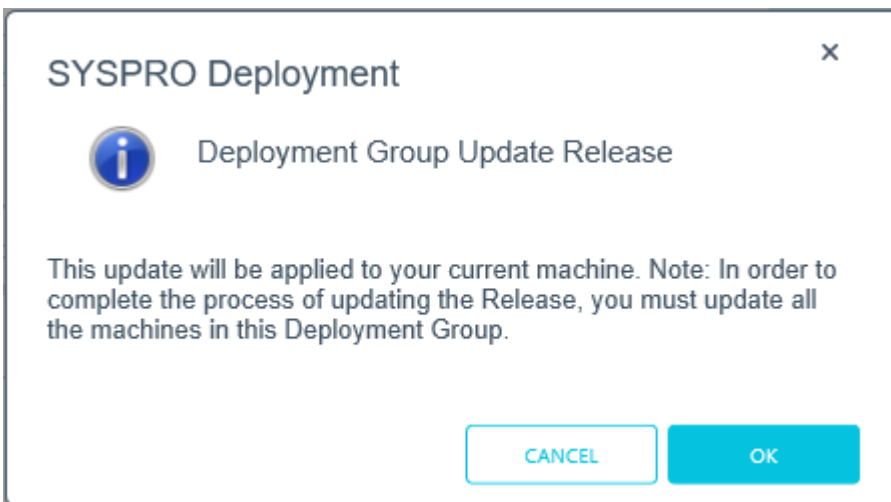 SYSPRO Deployment
Deployment Group Update Release
This update will be applied to your current machine. Note: In order to
complete the process of updating the Release, you must update all
the machines in this Deployment Group.
CANCEL OK